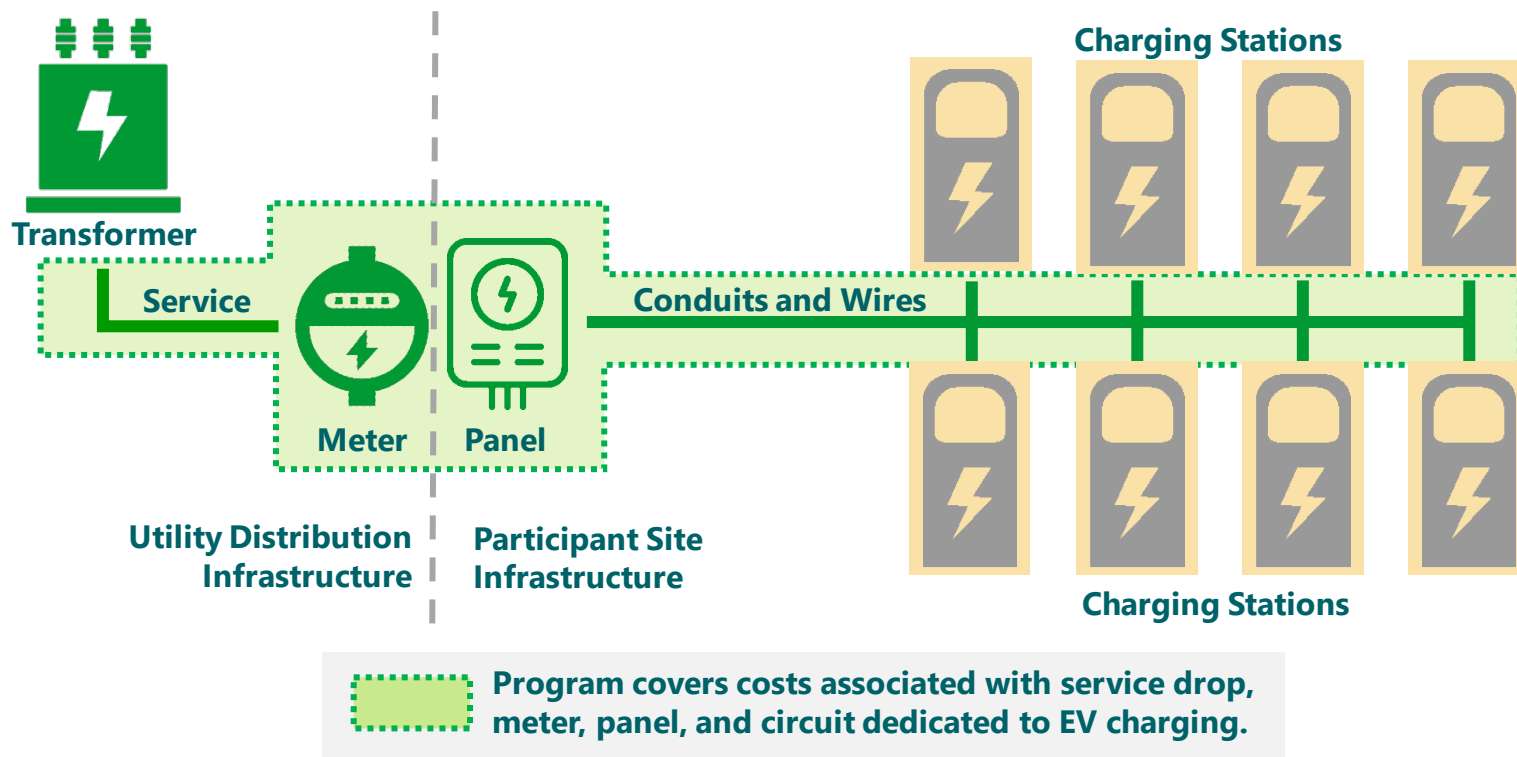 Charging Stations
Transformer
Service
Conduits and Wires
Meter
Panel
Utility Distribution
Infrastructure
Participant Site
Infrastructure
Charging Stations
Program covers costs associated with service drop,
meter, panel, and circuit dedicated to EV charging.